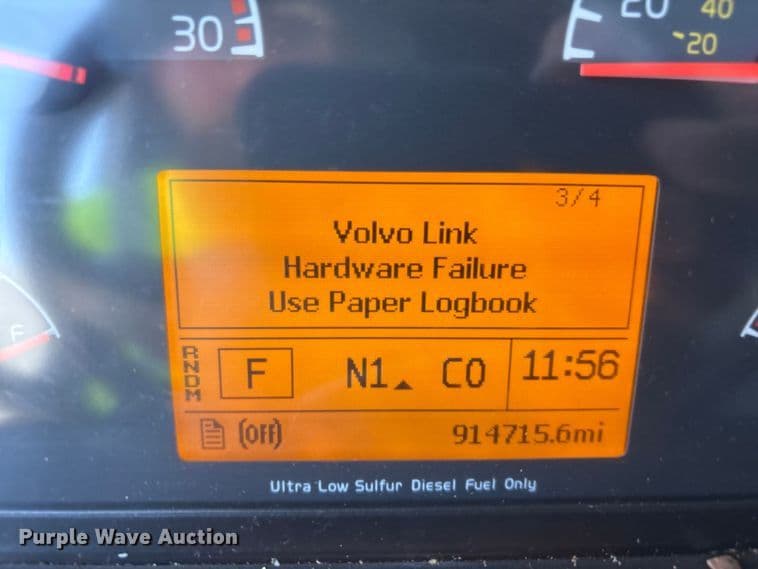 30
20
40
-20
F
3/4
Volvo Link
Hardware Failure
Use Paper Logbook
RNDM
F
N1▲ C0
11:56
(Off)
914715.6mi
Ultra Low Sulfur Diesel Fuel Only
Purple Wave Auction